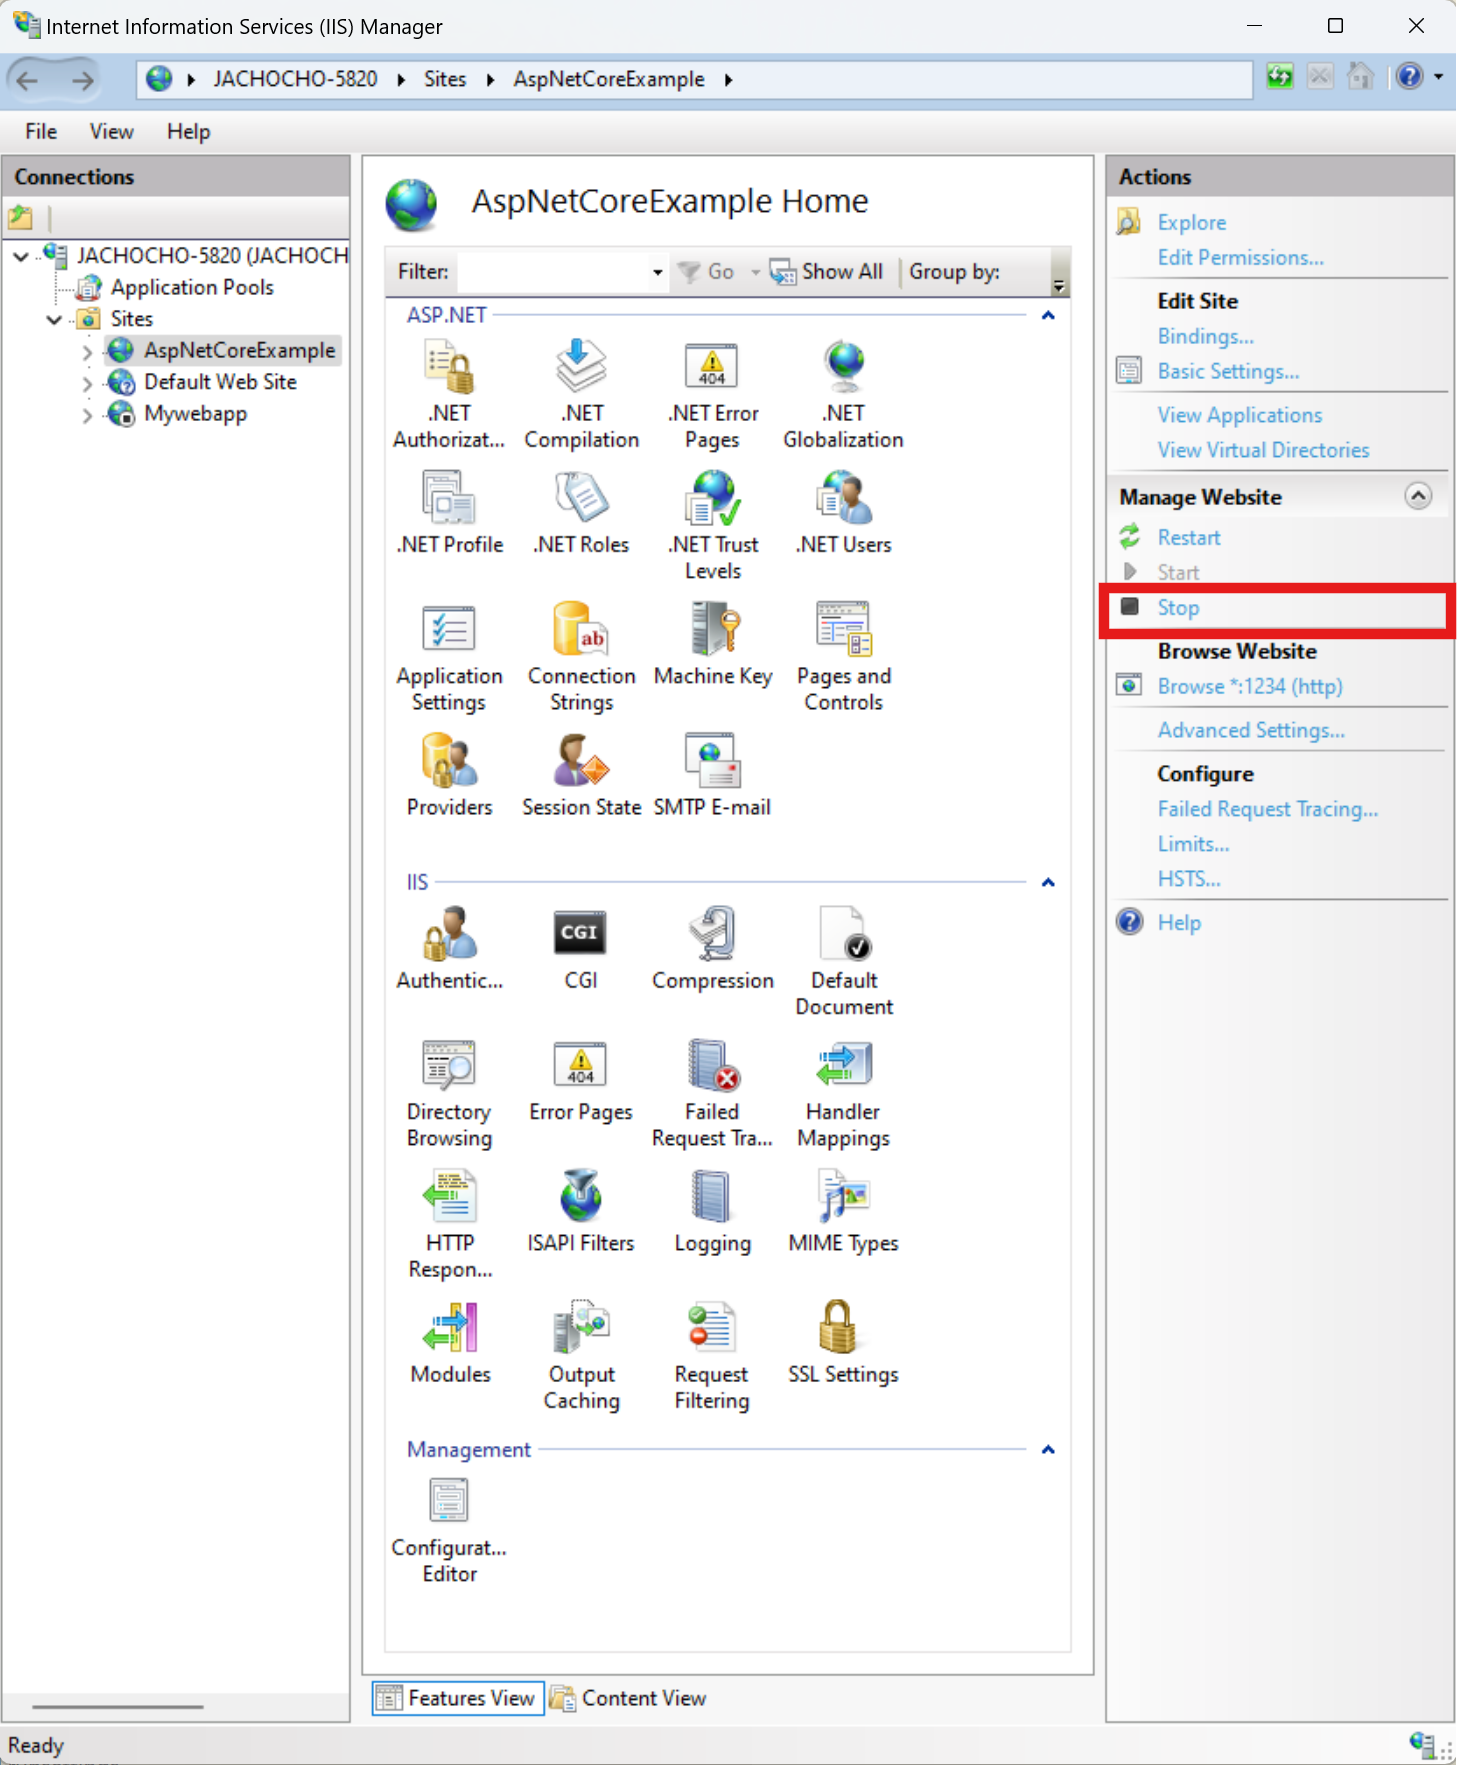 Internet Information Services (IIS) Manager
JACHOCHO-5820 Sites AspNetCoreExample
File View Help
Connections
JACHOCHO-5820 (JACHOCH
Application Pools
Sites
AspNetCoreExample
Default Web Site
Mywebapp
AspNetCoreExample Home
Filter: Go Show All Group by:
ASP.NET
.NET Authorizat...
.NET Compilation
.NET Error Pages
404
.NET Globalization
.NET Profile
.NET Roles
.NET Trust Levels
.NET Users
Application Settings
ab
Connection Strings
Machine Key
Pages and Controls
Providers
Session State
SMTP E-mail
IIS
Authentic...
CGI
CGI
Compression
Default Document
Directory Browsing
404
Error Pages
Failed Request Tra...
Handler Mappings
HTTP Respon...
ISAPI Filters
Logging
MIME Types
Modules
Output Caching
Request Filtering
SSL Settings
Management
Configurat... Editor
Features View Content View
Actions
Explore
Edit Permissions...
Edit Site
Bindings...
Basic Settings...
View Applications
View Virtual Directories
Manage Website
Restart
Start
Stop
Browse Website
Browse *:1234 (http)
Advanced Settings...
Configure
Failed Request Tracing...
Limits...
HSTS...
Help
Ready